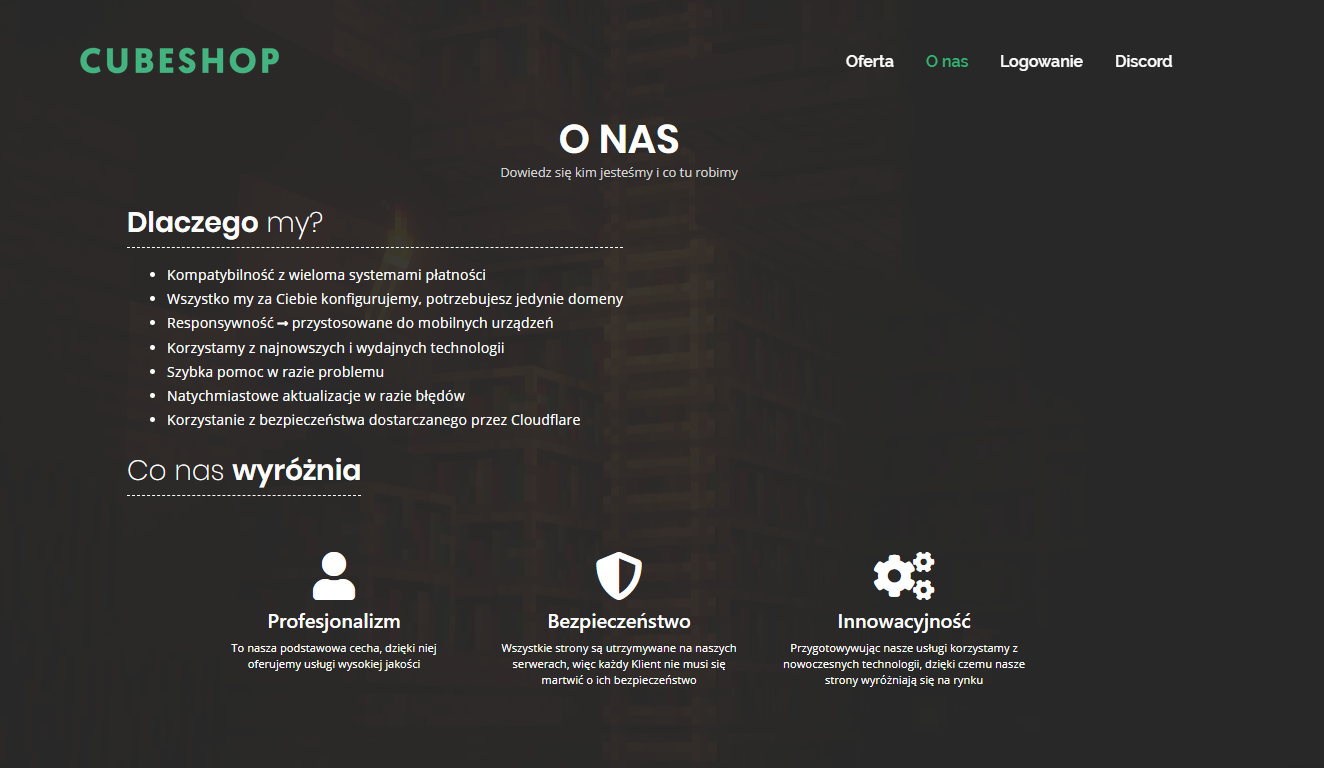 CUBESHOP
Oferta O nas Logowanie Discord
O NAS
Dowiedz się kim jesteśmy i co tu robimy
Dlaczego my?
• Kompatybilność z wieloma systemami płatności
• Wszystko my za Ciebie konfigurujemy, potrzebujesz jedynie domeny
• Responsywność → przystosowane do mobilnych urządzeń
• Korzystamy z najnowszych i wydajnych technologii
• Szybka pomoc w razie problemu
• Natychmiastowe aktualizacje w razie błędów
• Korzystanie z bezpieczeństwa dostarczanego przez Cloudflare
Co nas wyróżnia
Profesjonalizm
To nasza podstawowa cecha, dzięki niej
oferujemy usługi wysokiej jakości
Bezpieczeństwo
Wszystkie strony są utrzymywane na naszych
serwerach, więc każdy Klient nie musi się
martwić o ich bezpieczeństwo
Innowacyjność
Przygotowywując nasze usługi korzystamy z
nowoczesnych technologii, dzięki czemu nasze
strony wyróżniają się na rynku